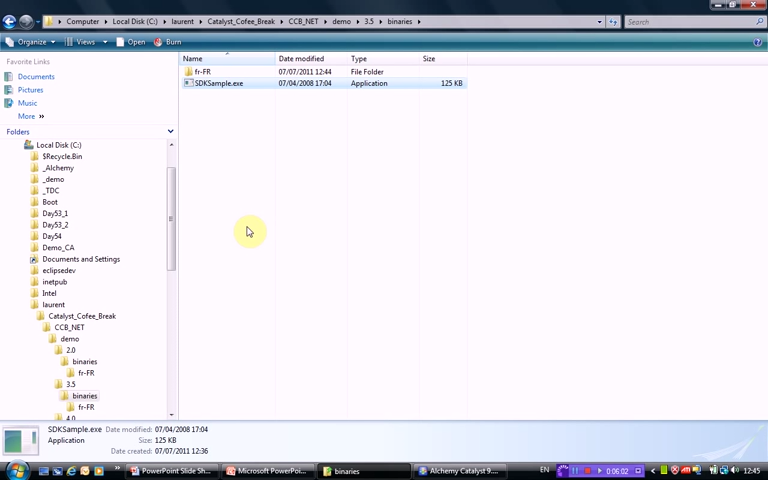 Computer ▸ Local Disk (C:) ▸ laurent ▸ Catalyst_Cofee_Break ▸ CCB_NET ▸ demo ▸ 3.5 ▸ binaries ▸
Search
Organize Views Open Burn
Favorite Links
Documents
Pictures
Music
More »
Folders
Local Disk (C:)
$Recycle.Bin
_Alchemy
_demo
_TDC
Boot
Day53_1
Day53_2
Day54
Demo_CA
Documents and Settings
eclipsedev
inetpub
Intel
laurent
Catalyst_Cofee_Break
CCB_NET
demo
2.0
binaries
fr-FR
3.5
binaries
fr-FR
4.0
Name Date modified Type Size
fr-FR 07/07/2011 12:44 File Folder
SDKSample.exe 07/04/2008 17:04 Application 125 KB
SDKSample.exe Date modified: 07/04/2008 17:04
Application Size: 125 KB
Date created: 07/07/2011 12:36
PowerPoint Slide Sh... Microsoft PowerPoi... binaries Alchemy Catalyst 9.... EN 0:06:02 12:45